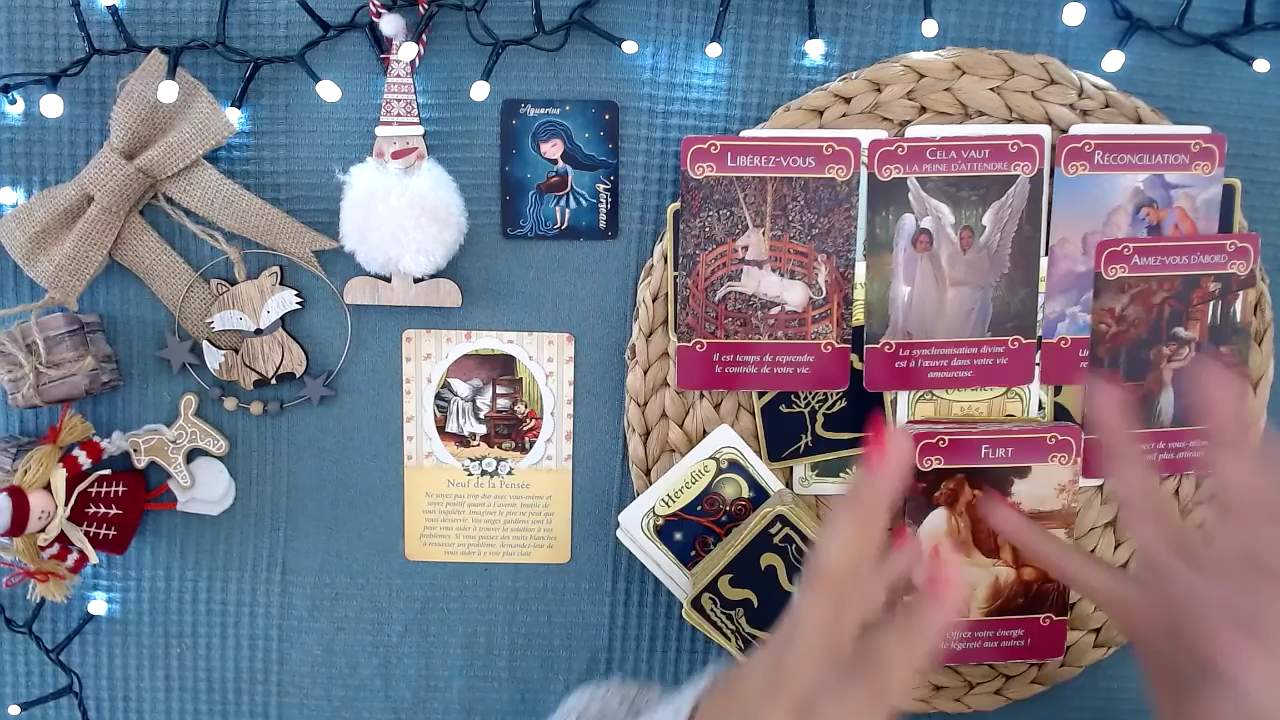 Aquarius
Verseau
Neuf de la Pensée
Ne soyez pas trop dur avec vous-même et
soyez positif quant à l'avenir. Inutile de
vous inquiéter. Imaginer le pire ne peut que
vous desservir. Vos anges gardiens sont là
pour vous aider à trouver la solution à vos
problèmes. Si vous passez des nuits blanches
à ressasser un problème, demandez-leur de
vous aider à y voir plus clair.
LIBÉREZ-VOUS
Il est temps de reprendre
le contrôle de votre vie.
CELA VAUT
LA PEINE D'ATTENDRE
La synchronisation divine
est à l'œuvre dans votre vie
amoureuse.
RÉCONCILIATION
AIMEZ-VOUS D'ABORD
Hérédité
FLIRT
Offrez votre énergie
de légèreté aux autres !